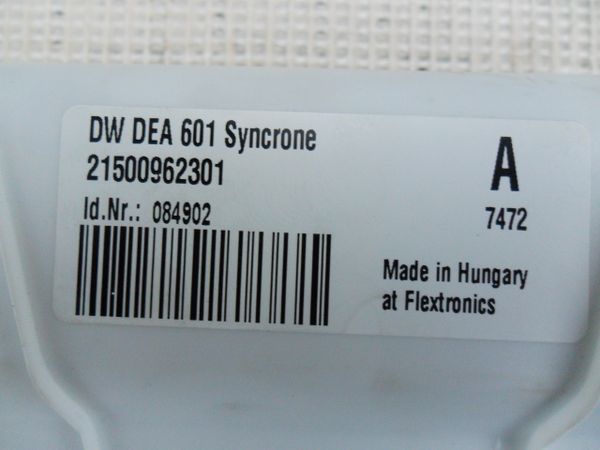 DW DEA 601 Syncrone
21500962301
Id.Nr.: 084902
A
7472
Made in Hungary
at Flextronics